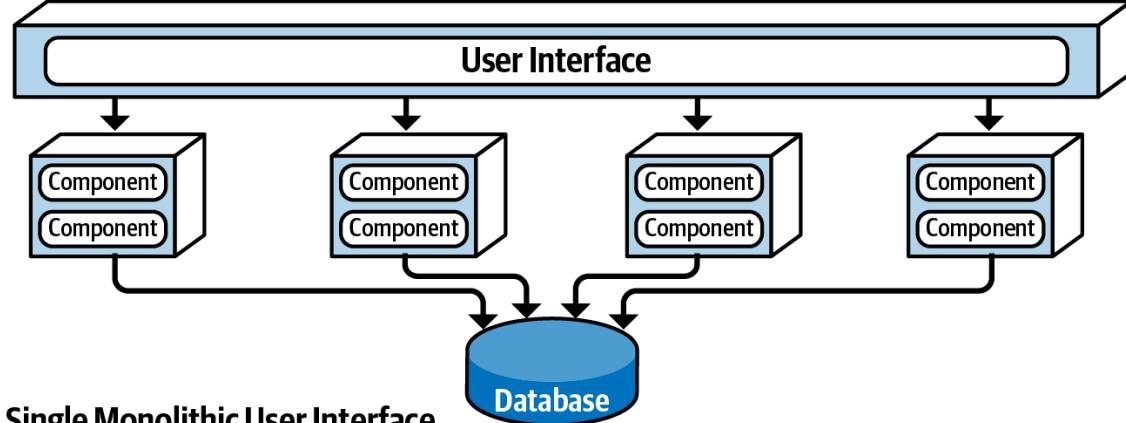 User Interface
Component Component Component Component
Component Component Component Component
Database
Single Monolithic User Interface